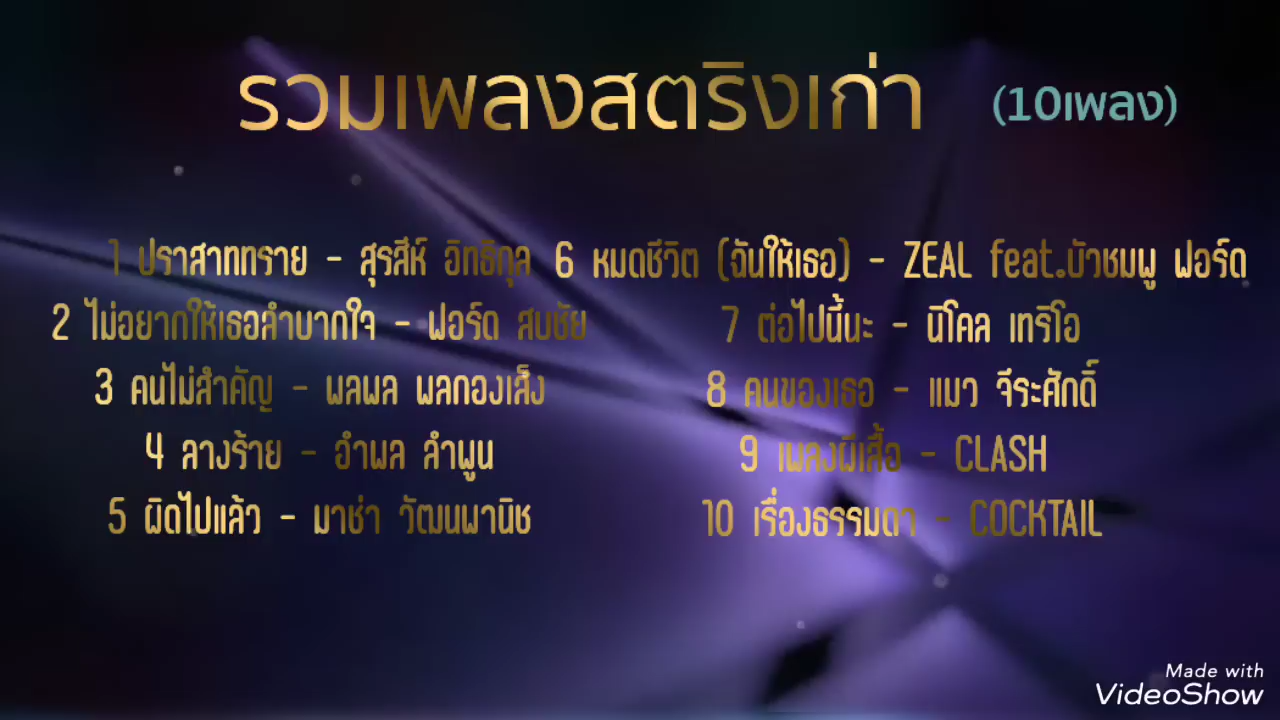 รวมเพลงสตริงเก่า (10เพลง)
1 ปราสาททราย - สุรสีห์ อิทธิกุล
2 ไม่อยากให้เธอลำบากใจ - ฟอร์ด สบชัย
3 คนไม่สำคัญ - พลพล พลกองเส็ง
4 ลางร้าย - อำพล ลำพูน
5 ผิดไปแล้ว - มาช่า วัฒนพานิช
6 หมดชีวิต (ฉันให้เธอ) - ZEAL feat.บัวชมพู ฟอร์ด
7 ต่อไปนี้นะ - นิโคล เทริโอ
8 คนของเธอ - แมว จีระศักดิ์
9 เพลงผีเสื้อ - CLASH
10 เรื่องธรรมดา - COCKTAIL
Made with
VideoShow